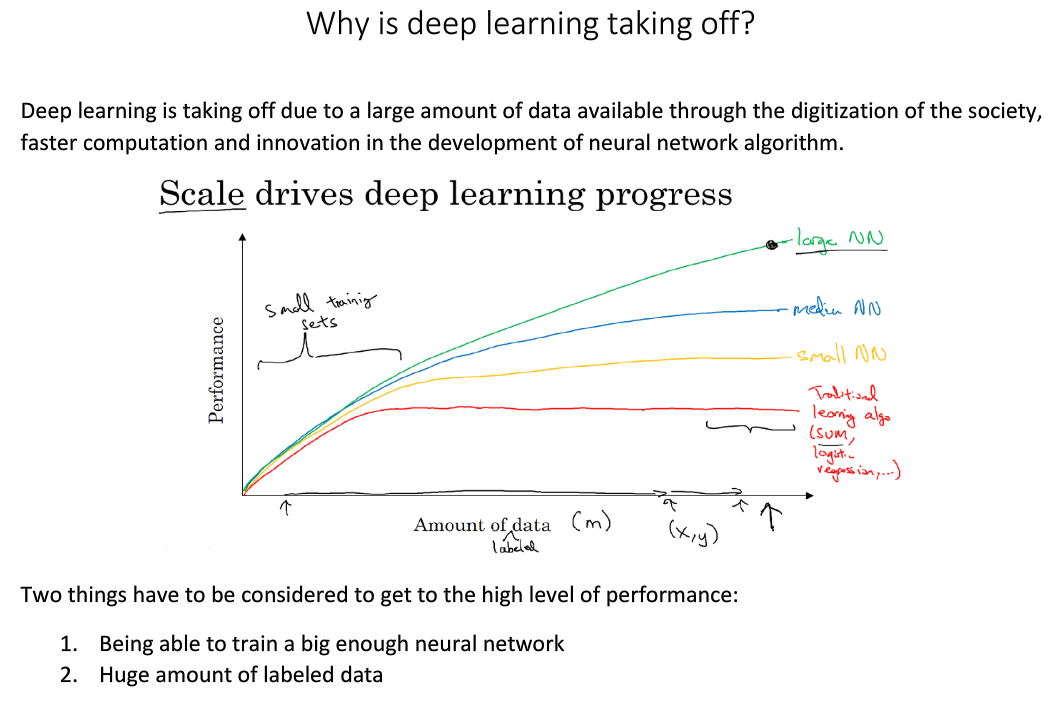 Why is deep learning taking off?
Deep learning is taking off due to a large amount of data available through the digitization of the society,
faster computation and innovation in the development of neural network algorithm.
Scale drives deep learning progress
large NN
small training
sets
medium NN
Performance
small NN
Traditional
learning algo
(SVM,
logistic
regression,...)
Amount of data (m)
labeled
(x,y)
Two things have to be considered to get to the high level of performance:
1. Being able to train a big enough neural network
2. Huge amount of labeled data